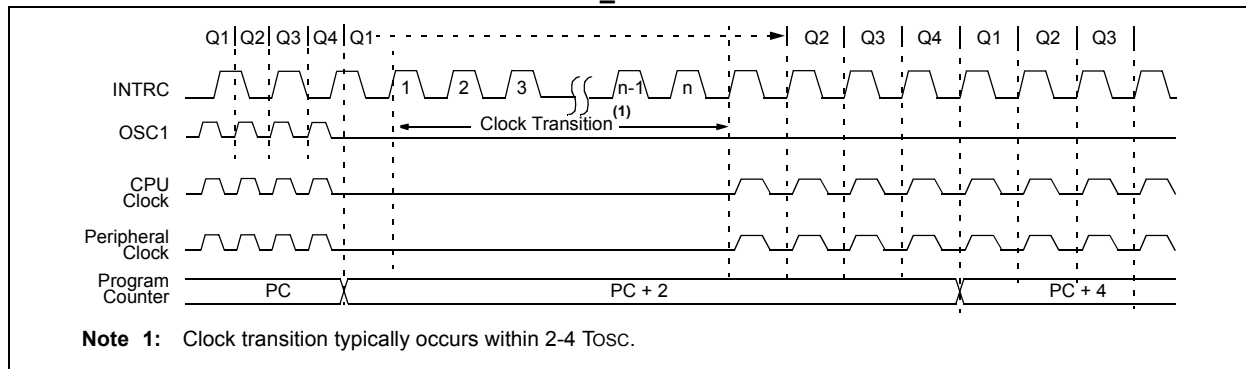 Q1 Q2 Q3 Q4 Q1 Q2 Q3 Q4 Q1 Q2 Q3
INTRC 1 2 3 n-1 n
OSC1 Clock Transition(1)
CPU
Clock
Peripheral
Clock
Program
Counter PC PC + 2 PC + 4
Note 1: Clock transition typically occurs within 2-4 TOSC.